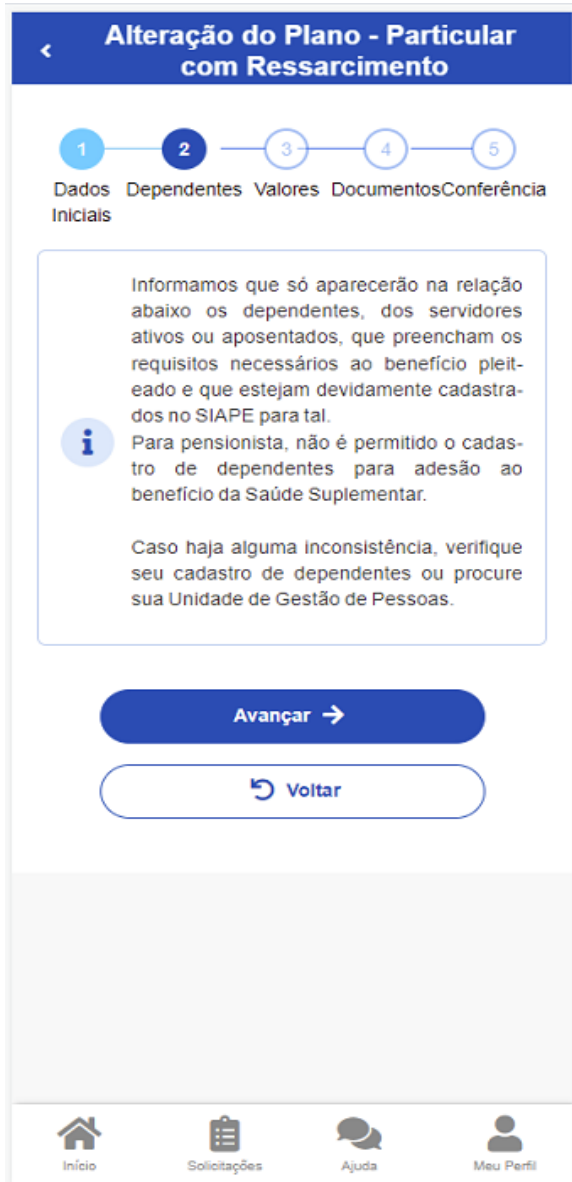 Alteração do Plano - Particular
com Ressarcimento
1
2
3
4
5
Dados
Iniciais
Dependentes
Valores
Documentos
Conferência
Informamos que só aparecerão na relação
abaixo os dependentes, dos servidores
ativos ou aposentados, que preencham os
requisitos necessários ao benefício pleit-
eado e que estejam devidamente cadastra-
dos no SIAPE para tal.
Para pensionista, não é permitido o cadas-
tro de dependentes para adesão ao
benefício da Saúde Suplementar.
Caso haja alguma inconsistência, verifique
seu cadastro de dependentes ou procure
sua Unidade de Gestão de Pessoas.
Avançar
Voltar
Início
Solicitações
Ajuda
Meu Perfil